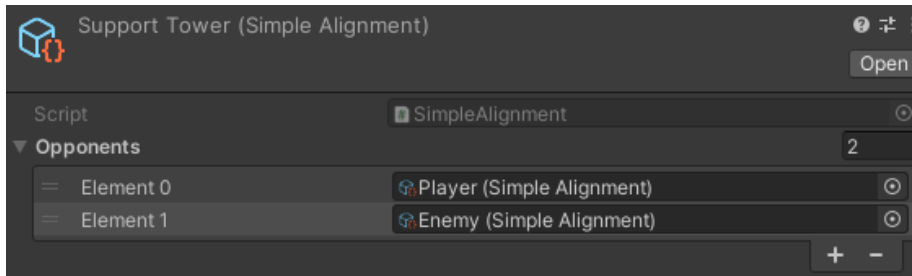 Support Tower (Simple Alignment)
Open
Script SimpleAlignment
Opponents 2
Element 0 Player (Simple Alignment)
Element 1 Enemy (Simple Alignment)
+ -